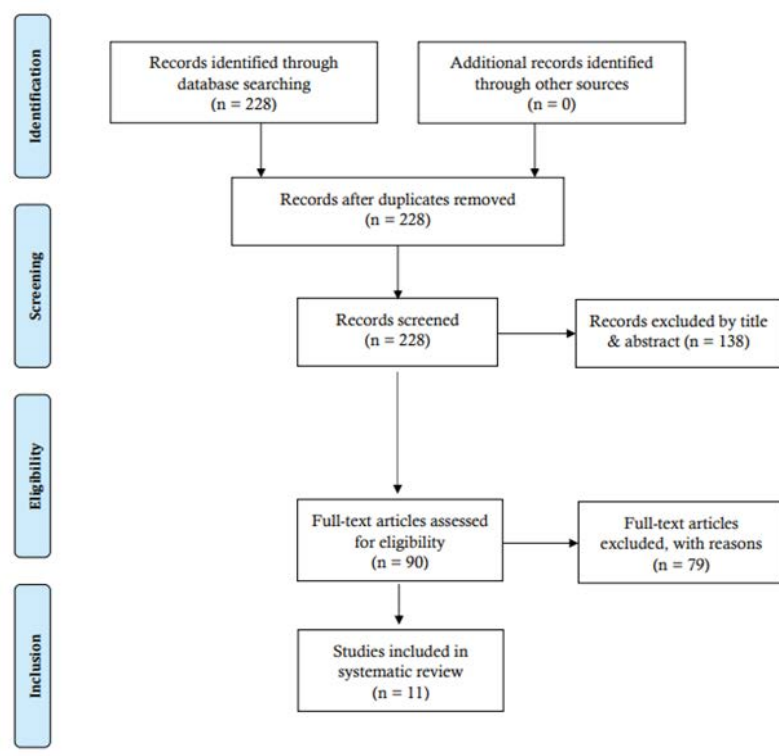 Identification
Records identified through
database searching
(n = 228)
Additional records identified
through other sources
(n = 0)
Records after duplicates removed
(n = 228)
Screening
Records screened
(n = 228)
Records excluded by title
& abstract (n = 138)
Eligibility
Full-text articles assessed
for eligibility
(n = 90)
Full-text articles
excluded, with reasons
(n = 79)
Inclusion
Studies included in
systematic review
(n = 11)